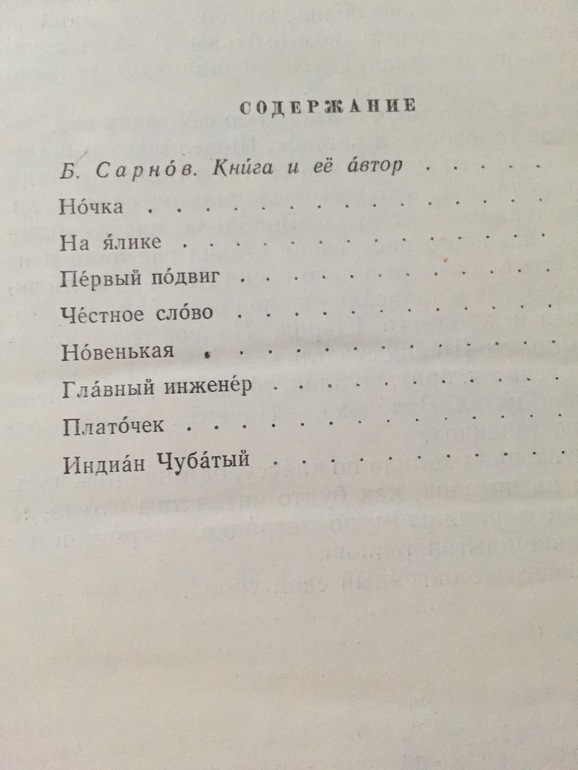 СОДЕРЖАНИЕ
Б. Сарно́в. Кни́га и её а́втор . . . . .
Но́чка . . . . . . . . . . . . .
На я́лике . . . . . . . . . . . .
Пе́рвый по́двиг . . . . . . . . . .
Че́стное сло́во . . . . . . . . . .
Но́венькая . . . . . . . . . . . .
Гла́вный инжене́р . . . . . . . . .
Плато́чек . . . . . . . . . . . .
Индиа́н Чуба́тый . . . . . . . . .